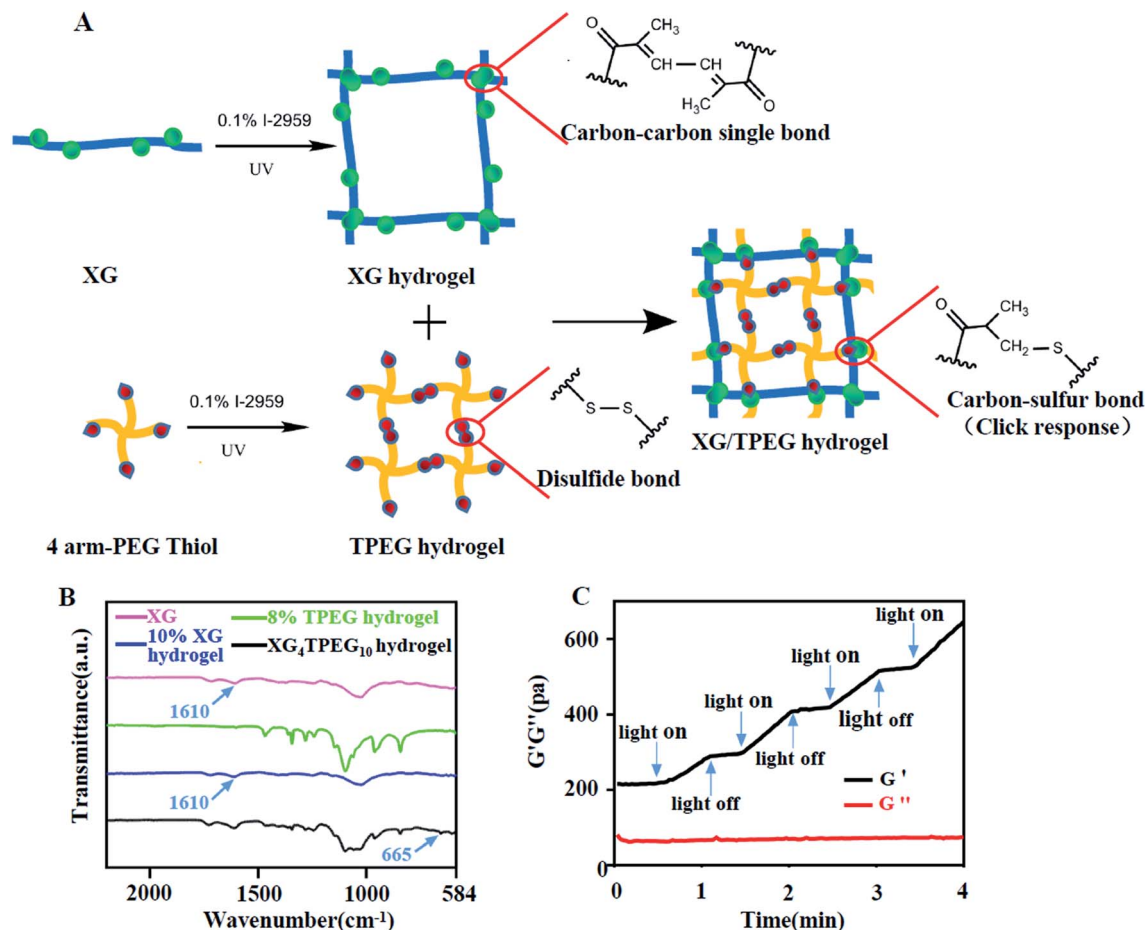 A
O
CH₃
CH
CH
H₃C
O
Carbon-carbon single bond
0.1% I-2959
UV
XG
XG hydrogel
+
O
CH₃
CH₂
S
Carbon-sulfur bond
（Click response）
XG/TPEG hydrogel
0.1% I-2959
UV
S
S
Disulfide bond
4 arm-PEG Thiol
TPEG hydrogel
B
XG
8% TPEG hydrogel
10% XG
hydrogel
XG₄TPEG₁₀ hydrogel
Transmittance(a.u.)
1610
1610
665
2000
1500
1000
584
Wavenumber(cm⁻¹)
C
G'G''(pa)
600
400
200
0
light on
light off
light on
light off
light on
light off
light on
G'
G''
0
1
2
3
4
Time(min)